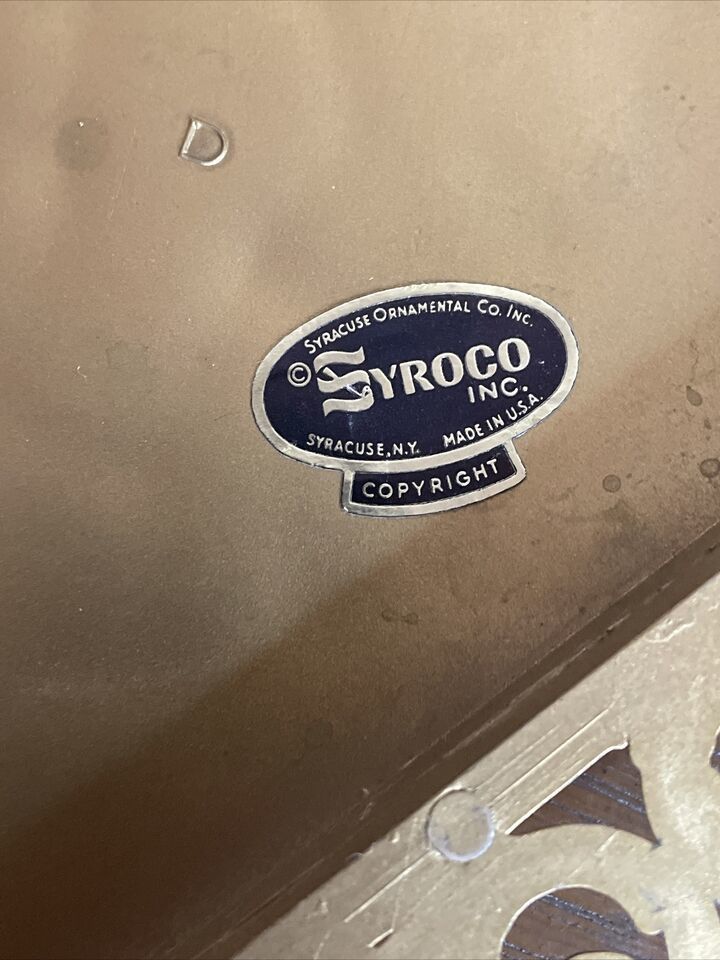 D
SYRACUSE ORNAMENTAL CO. INC.
© SYROCO
INC.
SYRACUSE, N.Y. MADE IN U.S.A.
COPYRIGHT